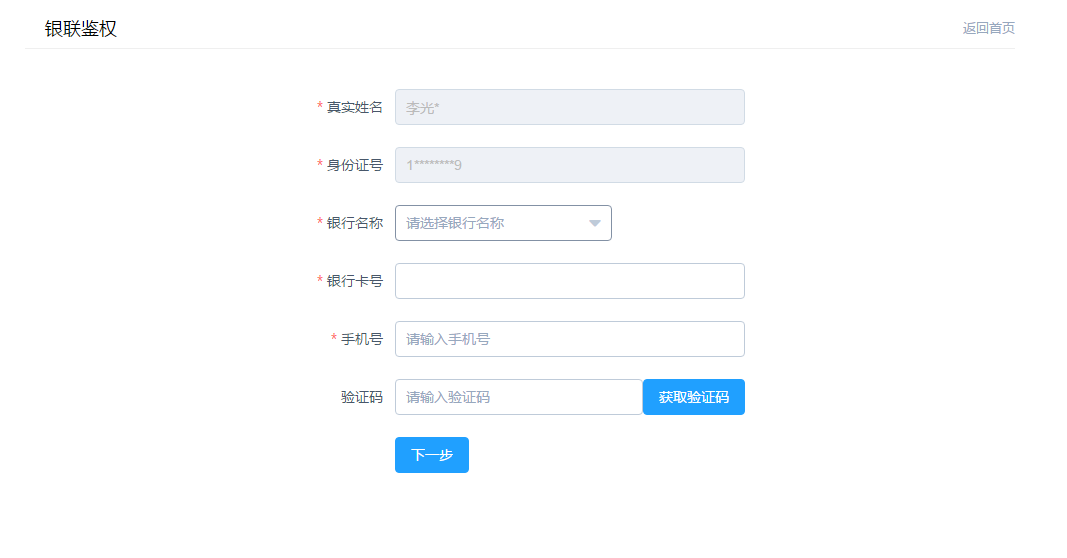 银联鉴权
返回首页
* 真实姓名 李光*
* 身份证号 1********9
* 银行名称 请选择银行名称
* 银行卡号
* 手机号 请输入手机号
验证码 请输入验证码 获取验证码
下一步